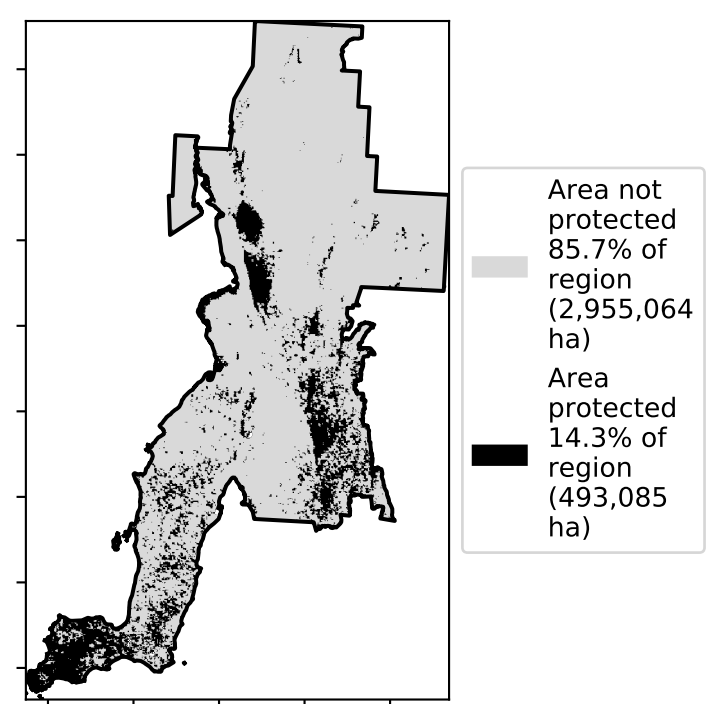 Area not
protected
85.7% of
region
(2,955,064
ha)
Area
protected
14.3% of
region
(493,085
ha)